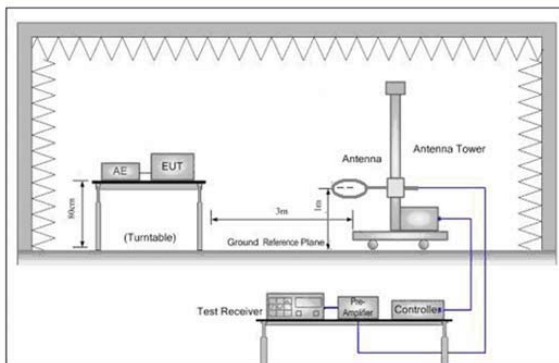 Antenna
Antenna Tower
AE
EUT
80cm
(Turntable)
3m
1m
Ground Reference Plane
Test Receiver
Pre-
Amplifier
Controller